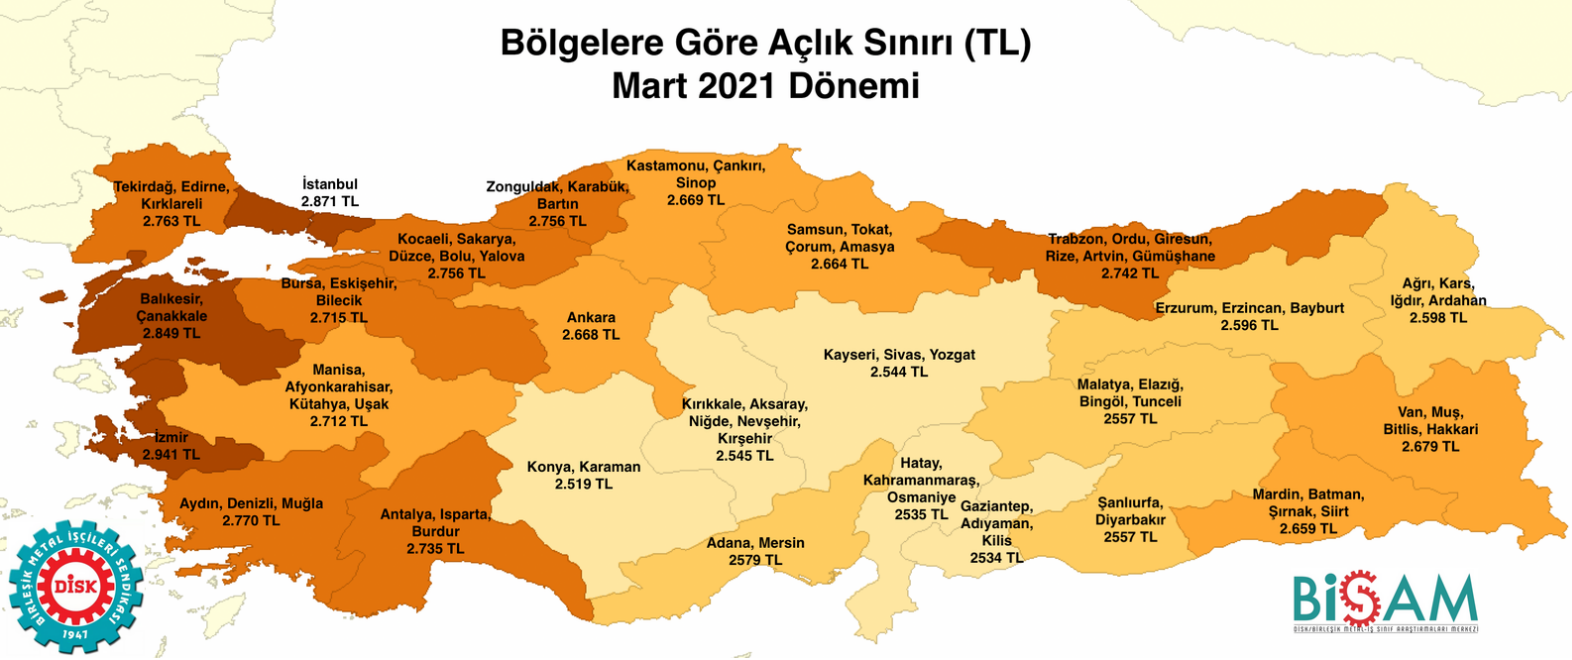 Bölgelere Göre Açlık Sınırı (TL)
Mart 2021 Dönemi
Tekirdağ, Edirne,
Kırklareli
2.763 TL
İstanbul
2.871 TL
Zonguldak, Karabük,
Bartın
2.756 TL
Kastamonu, Çankırı,
Sinop
2.669 TL
Kocaeli, Sakarya,
Düzce, Bolu, Yalova
2.756 TL
Samsun, Tokat,
Çorum, Amasya
2.664 TL
Trabzon, Ordu, Giresun,
Rize, Artvin, Gümüşhane
2.742 TL
Ağrı, Kars,
Iğdır, Ardahan
2.598 TL
Erzurum, Erzincan, Bayburt
2.596 TL
Balıkesir,
Çanakkale
2.849 TL
Bursa, Eskişehir,
Bilecik
2.715 TL
Ankara
2.668 TL
Kayseri, Sivas, Yozgat
2.544 TL
Manisa,
Afyonkarahisar,
Kütahya, Uşak
2.712 TL
Kırıkkale, Aksaray,
Niğde, Nevşehir,
Kırşehir
2.545 TL
Malatya, Elazığ,
Bingöl, Tunceli
2557 TL
Van, Muş,
Bitlis, Hakkari
2.679 TL
İzmir
2.941 TL
Konya, Karaman
2.519 TL
Hatay,
Kahramanmaraş,
Osmaniye
2535 TL
Gaziantep,
Adıyaman,
Kilis
2534 TL
Şanlıurfa,
Diyarbakır
2557 TL
Mardin, Batman,
Şırnak, Siirt
2.659 TL
Aydın, Denizli, Muğla
2.770 TL
Antalya, Isparta,
Burdur
2.735 TL
Adana, Mersin
2579 TL
BİRLEŞİK METAL İŞÇİLERİ SENDİKASI
DİSK
1947
BİSAM
DİSK/BİRLEŞİK METAL-İŞ SINIF ARAŞTIRMALARI MERKEZİ